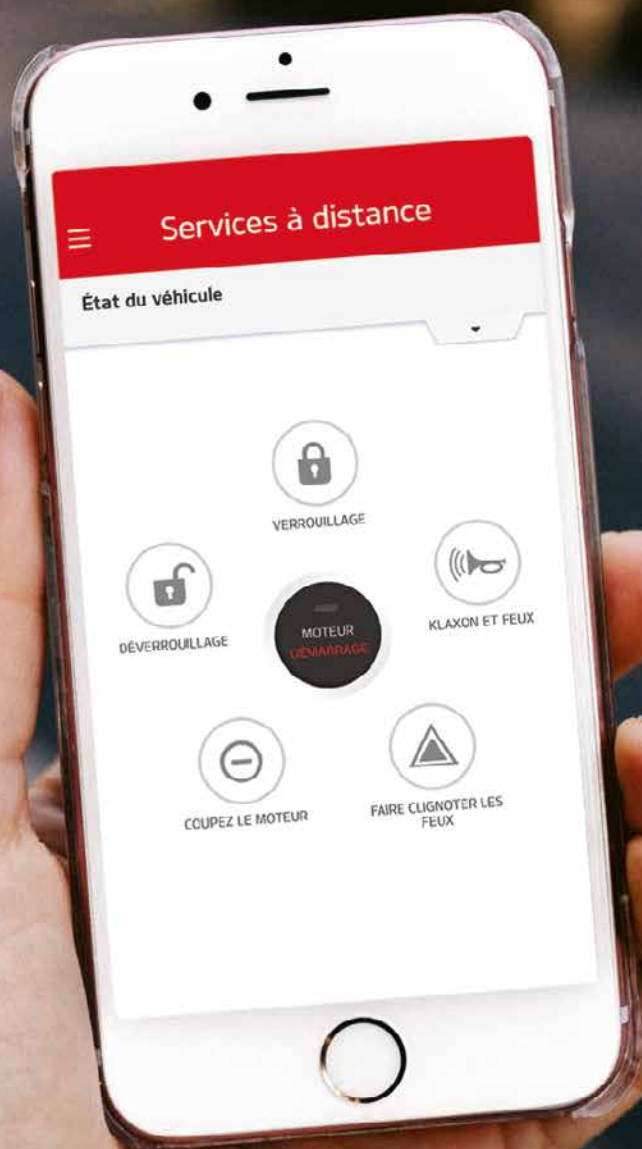 Services à distance
État du véhicule
VERROUILLAGE
DÉVERROUILLAGE
MOTEUR
DÉMARRAGE
KLAXON ET FEUX
COUPEZ LE MOTEUR
FAIRE CLIGNOTER LES
FEUX